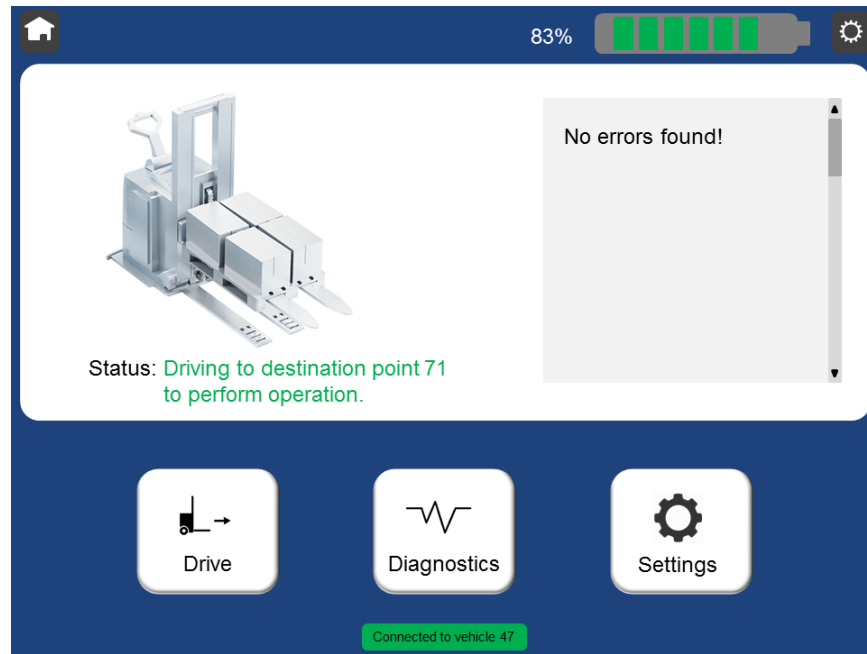 83%
No errors found!
Status: Driving to destination point 71
to perform operation.
Drive
Diagnostics
Settings
Connected to vehicle 47